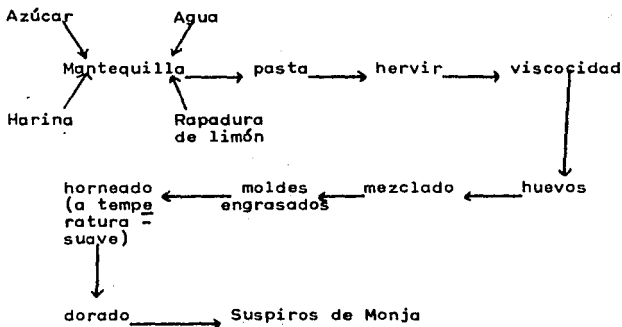 Azúcar Agua
Mantequilla pasta hervir viscocidad
Harina Rapadura
de limón
horneado moldes mezclado huevos
(a tempe engrasados
ratura =
suave)
dorado Suspiros de Monja